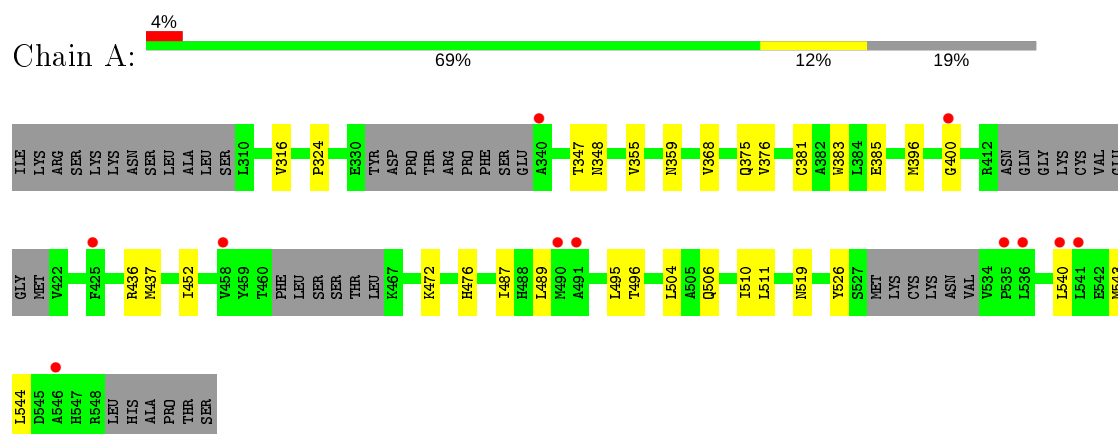 4%
Chain A:
69% 12% 19%
ILE LYS ARG SER LYS LYS ASN SER LEU ALA LEU SER L310 V316 P324 E330 TYR ASP PRO THR ARG PRO PHE SER GLU A340 T347 N348 V355 N359 V368 Q375 V376 C381 A382 W383 L384 E385 M396 G400 R412 ASN GLN GLY LYS CYS VAL GLU
GLY MET V422 F425 R436 M437 I452 V458 Y459 T460 PHE LEU SER SER THR LEU K467 K472 H476 I487 H488 L489 M490 A491 L495 T496 L504 A505 Q506 I510 L511 N519 Y526 S527 MET LYS CYS LYS ASN VAL V534 P535 L536 L540 L541 E542 M543
L544 D545 A546 H547 R548 LEU HIS ALA PRO THR SER